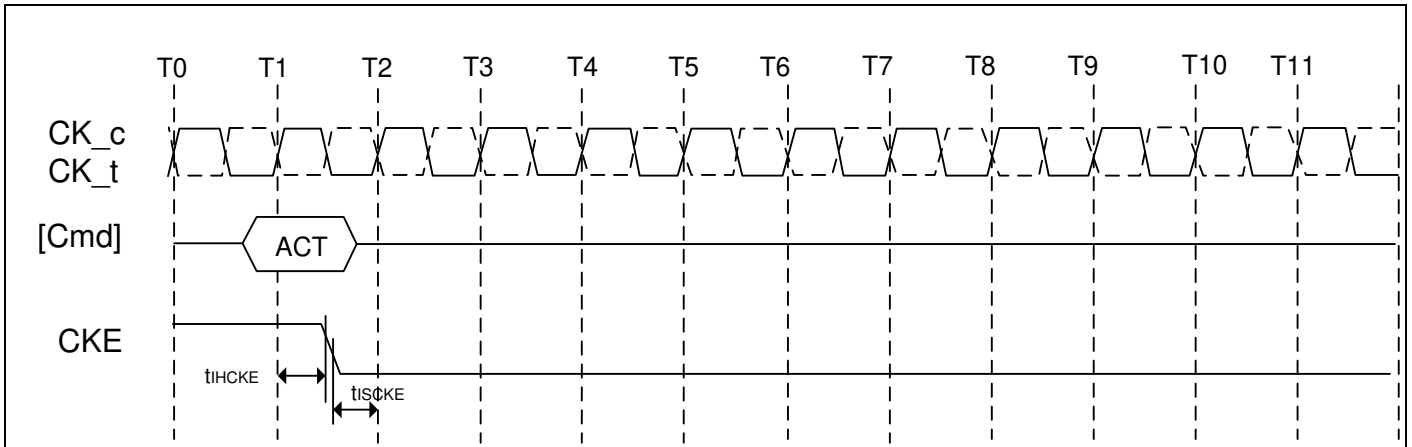 T0 T1 T2 T3 T4 T5 T6 T7 T8 T9 T10 T11
CK_c
CK_t
[Cmd]
ACT
CKE
tIHCKE
tISCKE